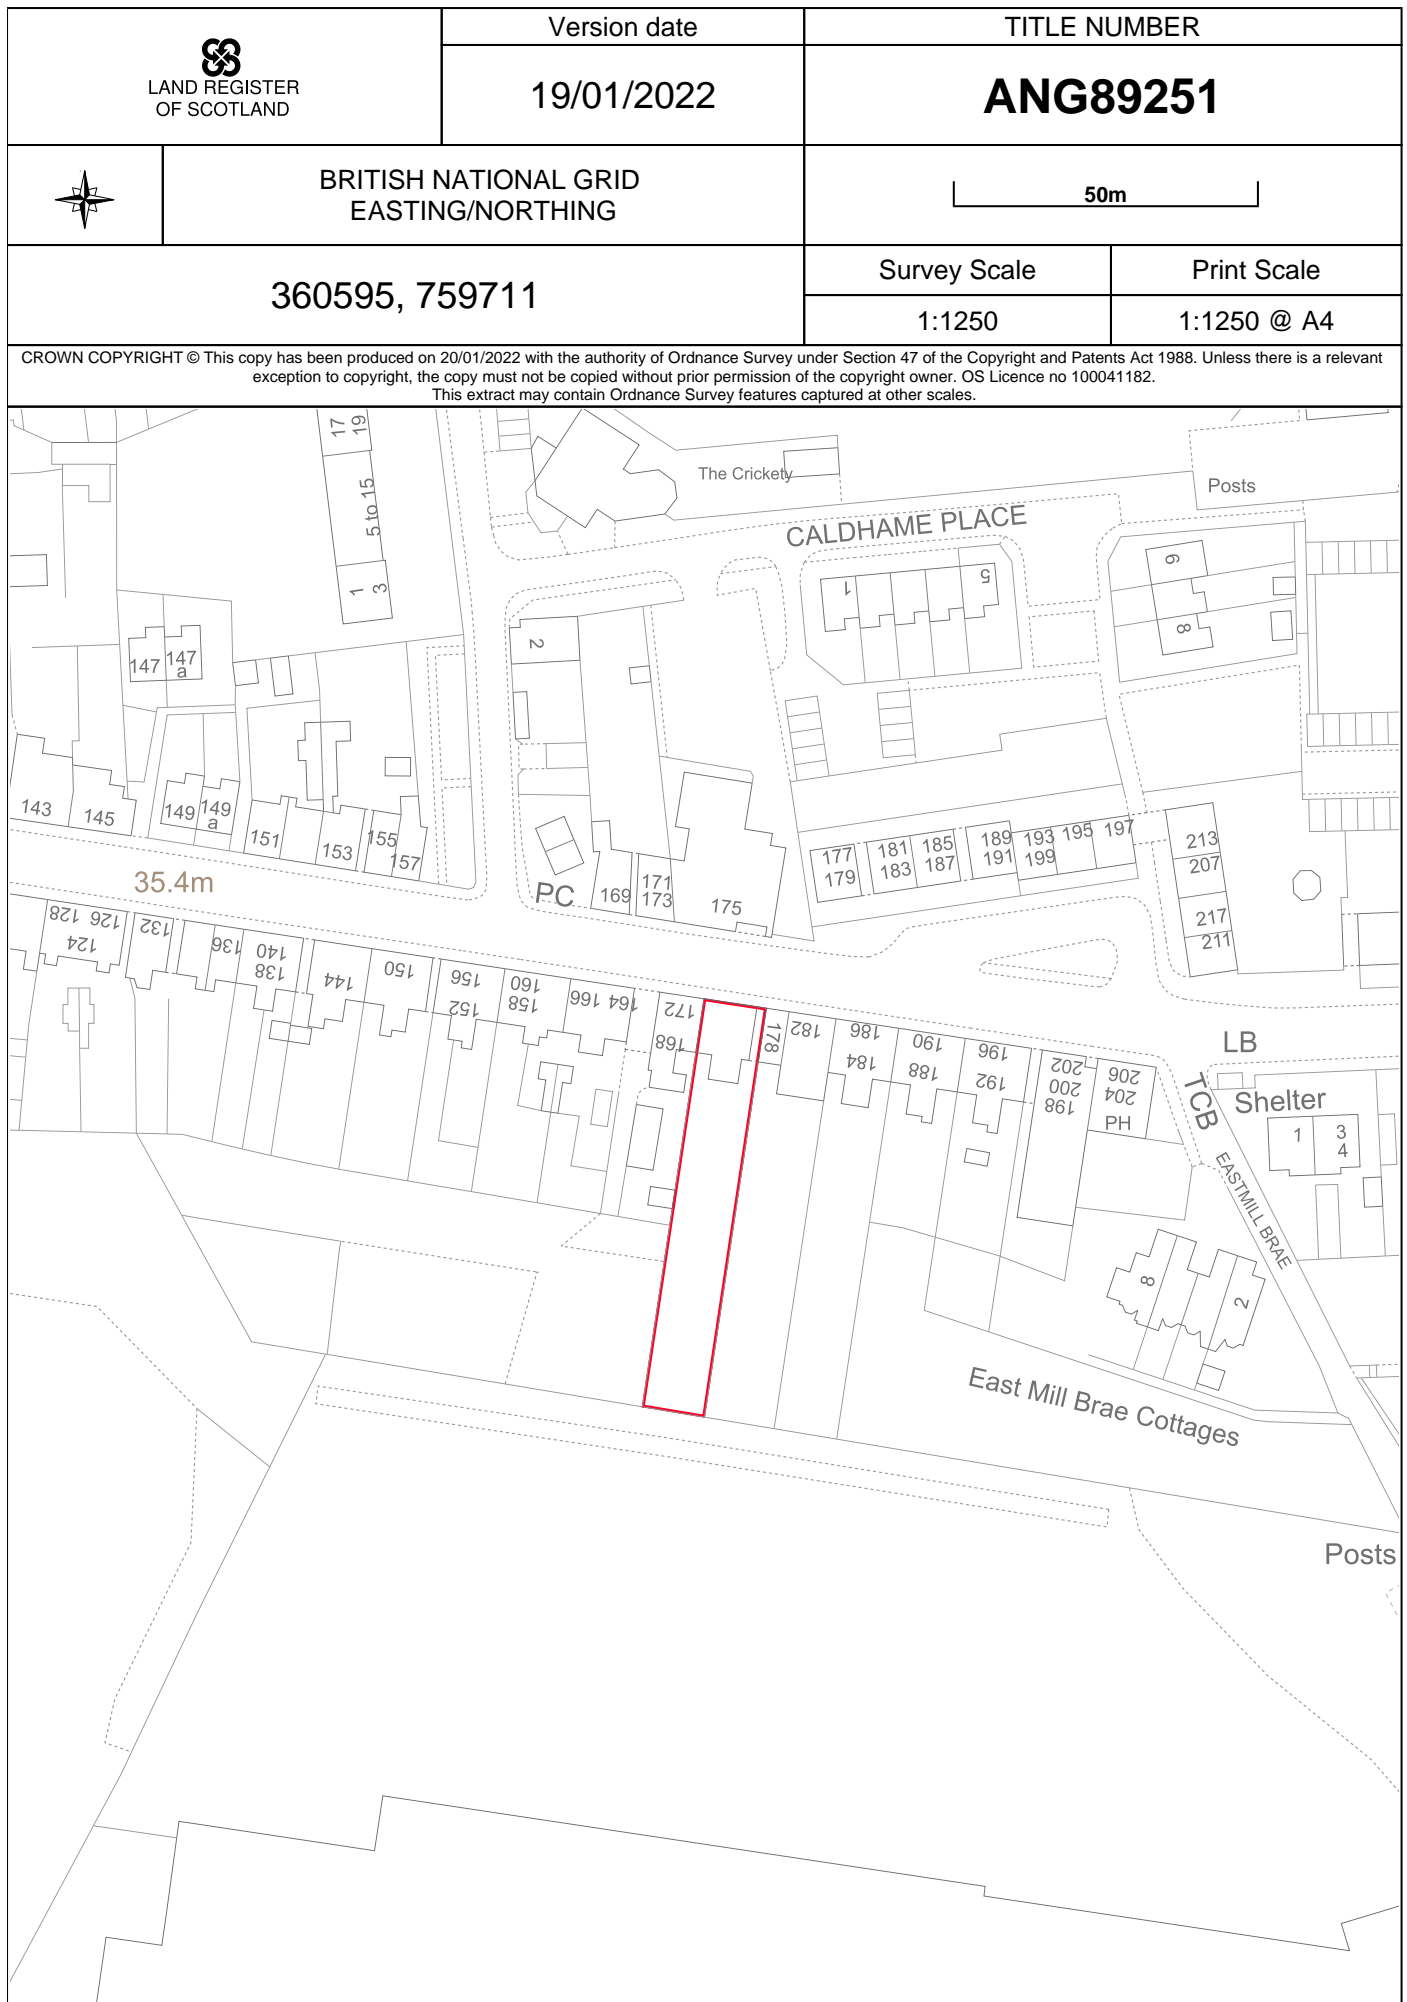 LAND REGISTER
OF SCOTLAND
Version date
19/01/2022
TITLE NUMBER
ANG89251
BRITISH NATIONAL GRID
EASTING/NORTHING
50m
360595, 759711
Survey Scale
1:1250
Print Scale
1:1250 @ A4
CROWN COPYRIGHT © This copy has been produced on 20/01/2022 with the authority of Ordnance Survey under Section 47 of the Copyright and Patents Act 1988. Unless there is a relevant
exception to copyright, the copy must not be copied without prior permission of the copyright owner. OS Licence no 100041182.
This extract may contain Ordnance Survey features captured at other scales.
17
19
5 to 15
1
3
The Crickety
Posts
CALDHAME PLACE
1
5
6
8
2
147
147
a
143
145
149
149
a
151
153
155
157
35.4m
PC
169
171
173
175
177
179
181
183
185
187
189
191
193
199
195
197
213
207
217
211
128
126
124
132
136
140
138
144
150
156
152
160
158
166
164
172
168
178
182
186
184
190
188
196
192
202
200
198
206
204
PH
LB
TCB
Shelter
1
3
4
EASTMILL BRAE
8
2
East Mill Brae Cottages
Posts